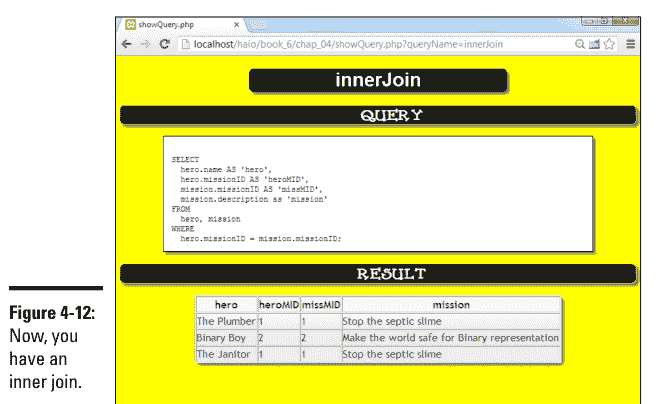 showQuery.php
localhost/haio/book_6/chap_04/showQuery.php?queryName=innerJoin
innerJoin
QUERY
SELECT
hero.name AS 'hero',
hero.missionID AS 'heroMID',
mission.missionID AS 'missMID',
mission.description as 'mission'
FROM
hero, mission
WHERE
hero.missionID = mission.missionID;
RESULT
hero heroMID missMID mission
The Plumber 1 1 Stop the septic slime
Binary Boy 2 2 Make the world safe for Binary representation
The Janitor 1 1 Stop the septic slime
Figure 4-12:
Now, you
have an
inner join.